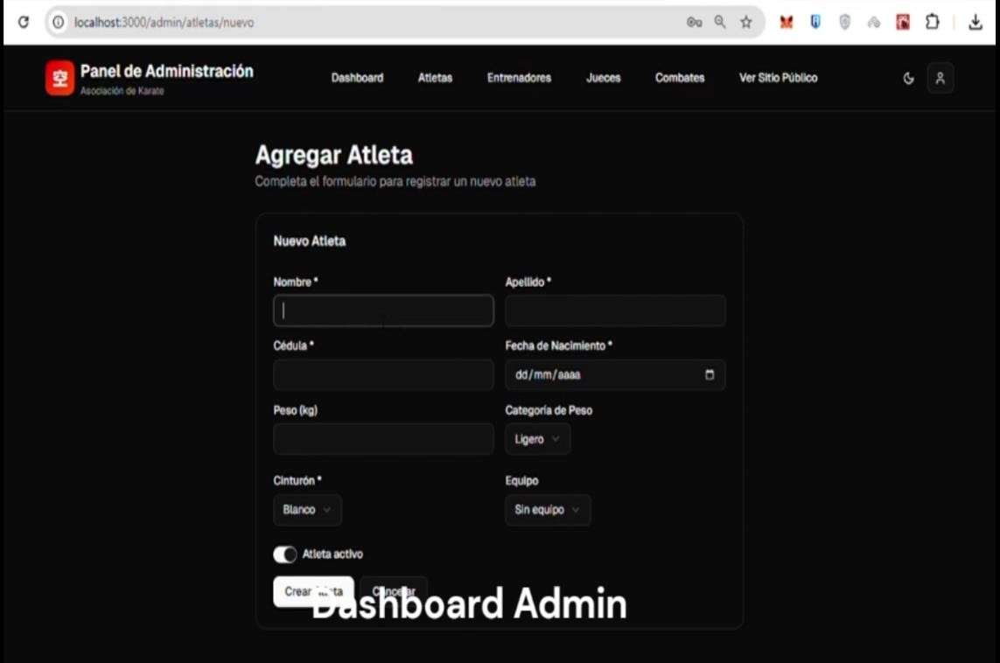 localhost:3000/admin/atletas/nuevo
空 Panel de Administración
Asociación de Karate
Dashboard Atletas Entrenadores Jueces Combates Ver Sitio Público
Agregar Atleta
Completa el formulario para registrar un nuevo atleta
Nuevo Atleta
Nombre * Apellido *
Cédula * Fecha de Nacimiento *
dd/mm/aaaa
Peso (kg) Categoría de Peso
Ligero
Cinturón * Equipo
Blanco Sin equipo
Atleta activo
Crear Cancelar
Dashboard Admin